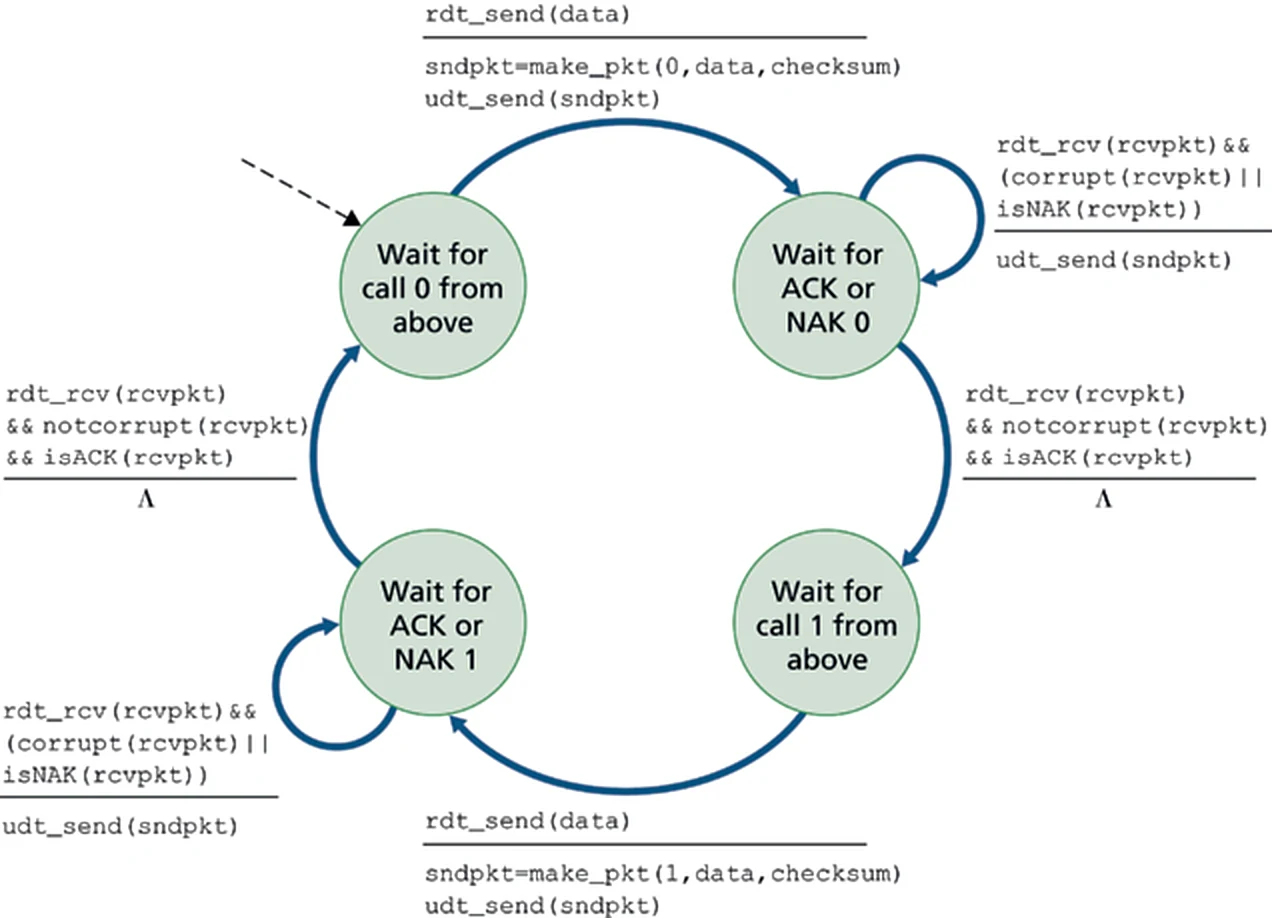 rdt_send(data)
sndpkt=make_pkt(0,data,checksum)
udt_send(sndpkt)
rdt_rcv(rcvpkt)&&
(corrupt(rcvpkt)||
isNAK(rcvpkt))
udt_send(sndpkt)
Wait for
call 0 from
above
Wait for
ACK or
NAK 0
rdt_rcv(rcvpkt)
&& notcorrupt(rcvpkt)
&& isACK(rcvpkt)
Λ
rdt_rcv(rcvpkt)
&& notcorrupt(rcvpkt)
&& isACK(rcvpkt)
Λ
Wait for
ACK or
NAK 1
Wait for
call 1 from
above
rdt_rcv(rcvpkt)&&
(corrupt(rcvpkt)||
isNAK(rcvpkt))
udt_send(sndpkt)
rdt_send(data)
sndpkt=make_pkt(1,data,checksum)
udt_send(sndpkt)